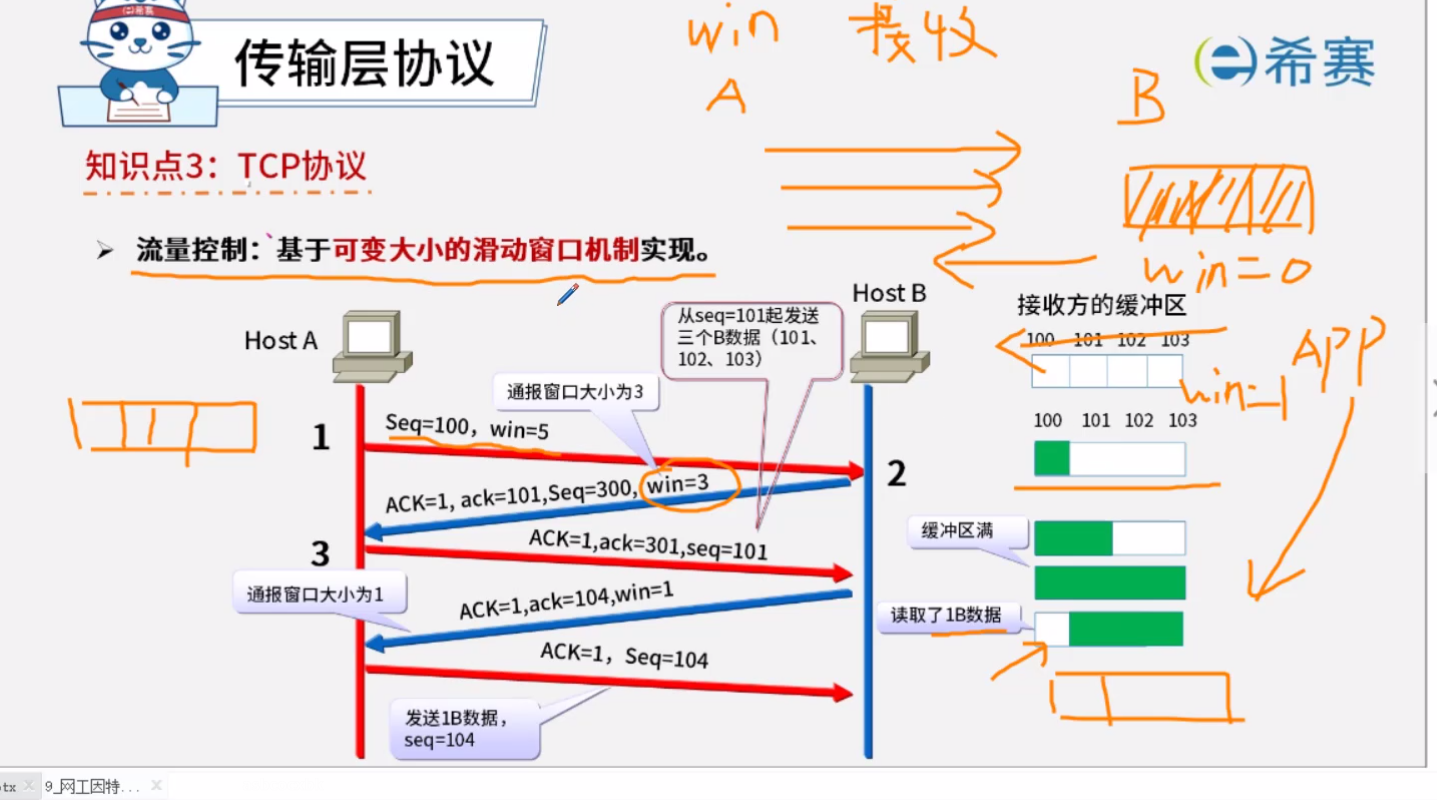 希赛
传输层协议
win 接收
A
B
希赛
知识点3：TCP协议
➢ 流量控制：基于可变大小的滑动窗口机制实现。
win=0
Host A
Host B
从seq=101起发送
三个B数据（101、
102、103）
接收方的缓冲区
100 101 102 103
APP
win=1
通报窗口大小为3
100 101 102 103
1
Seq=100，win=5
2
ACK=1, ack=101,Seq=300, win=3
缓冲区满
3
ACK=1,ack=301,seq=101
通报窗口大小为1
ACK=1,ack=104,win=1
读取了1B数据
ACK=1，Seq=104
发送1B数据，
seq=104
otx
9_网工因特...